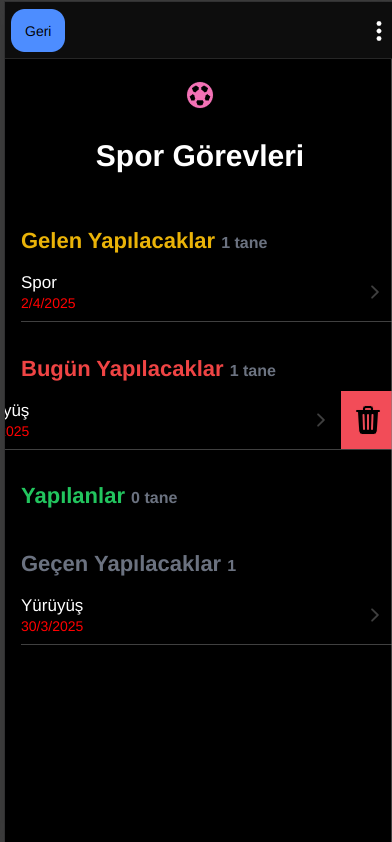 Geri
Spor Görevleri
Gelen Yapılacaklar 1 tane
Spor
2/4/2025
Bugün Yapılacaklar 1 tane
yüş
025
Yapılanlar 0 tane
Geçen Yapılacaklar 1
Yürüyüş
30/3/2025